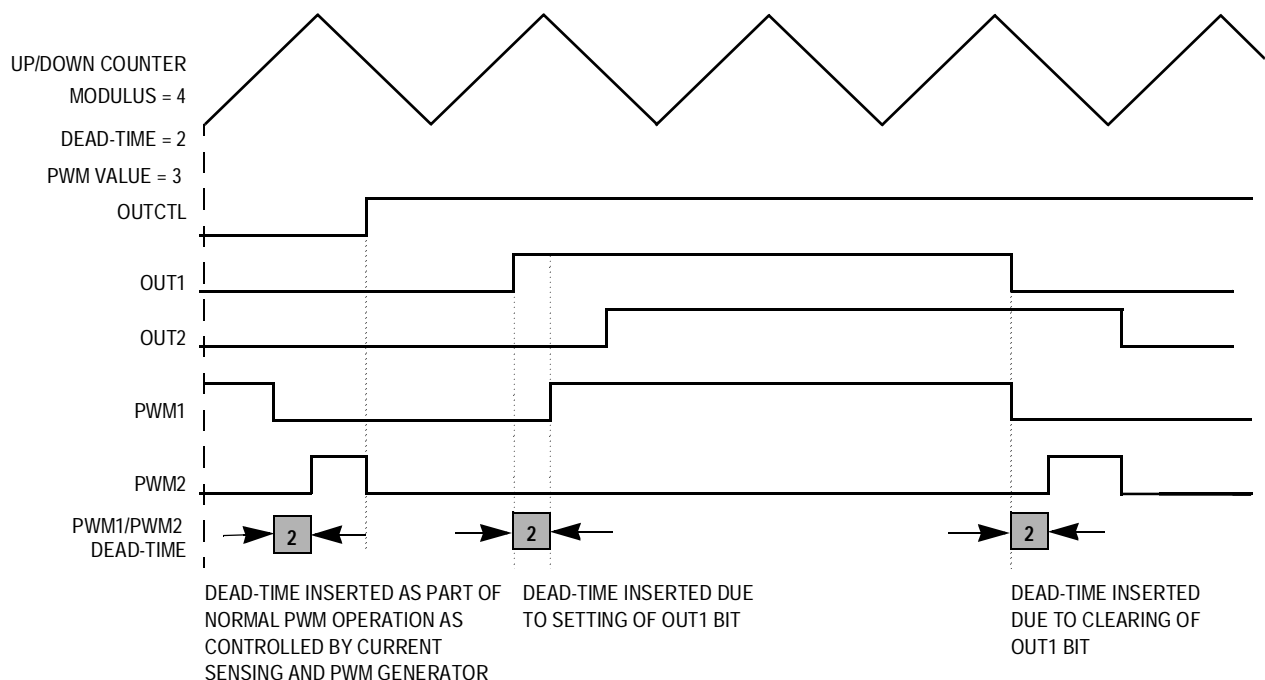 UP/DOWN COUNTER
MODULUS = 4
DEAD-TIME = 2
PWM VALUE = 3
OUTCTL
OUT1
OUT2
PWM1
PWM2
PWM1/PWM2
DEAD-TIME
2
2
2
DEAD-TIME INSERTED AS PART OF
NORMAL PWM OPERATION AS
CONTROLLED BY CURRENT
SENSING AND PWM GENERATOR
DEAD-TIME INSERTED DUE
TO SETTING OF OUT1 BIT
DEAD-TIME INSERTED
DUE TO CLEARING OF
OUT1 BIT